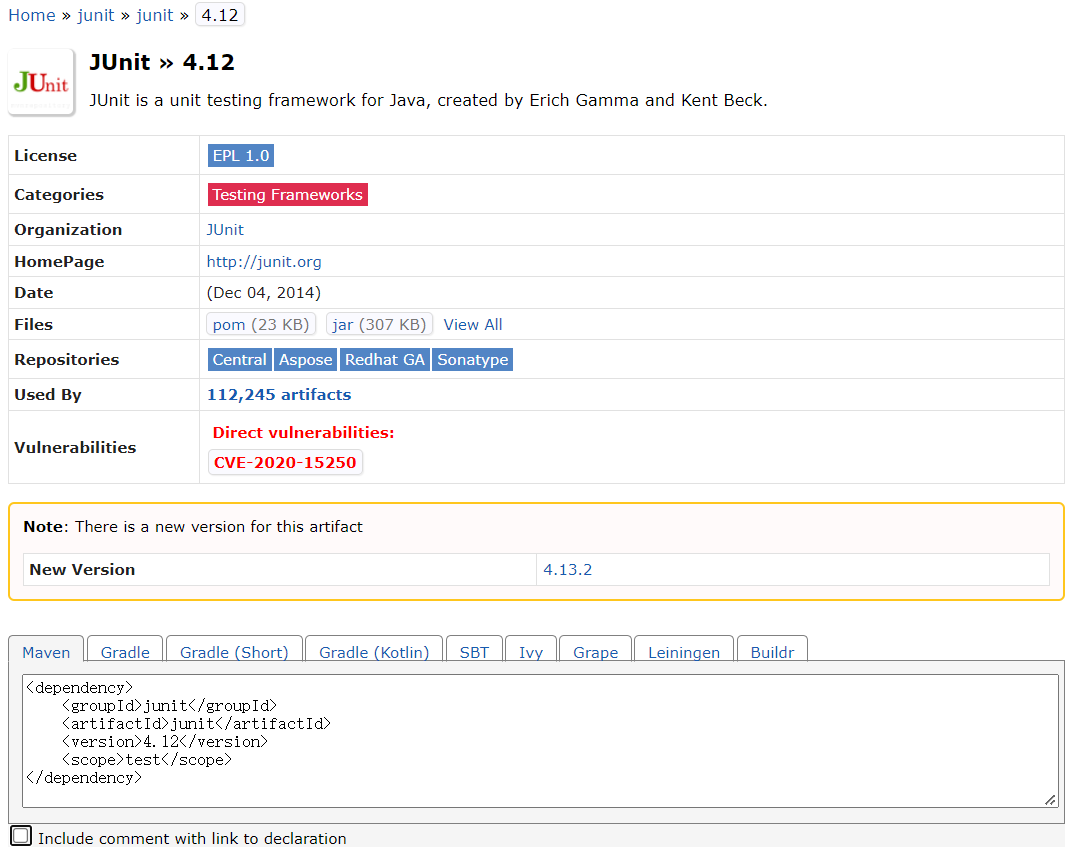 Home » junit » junit » 4.12
JUnit
JUnit » 4.12
JUnit is a unit testing framework for Java, created by Erich Gamma and Kent Beck.
License EPL 1.0
Categories Testing Frameworks
Organization JUnit
HomePage http://junit.org
Date (Dec 04, 2014)
Files pom (23 KB) jar (307 KB) View All
Repositories Central Aspose Redhat GA Sonatype
Used By 112,245 artifacts
Vulnerabilities
Direct vulnerabilities:
CVE-2020-15250
Note: There is a new version for this artifact
New Version 4.13.2
Maven Gradle Gradle (Short) Gradle (Kotlin) SBT Ivy Grape Leiningen Buildr
<dependency>
    <groupId>junit</groupId>
    <artifactId>junit</artifactId>
    <version>4.12</version>
    <scope>test</scope>
</dependency>
Include comment with link to declaration